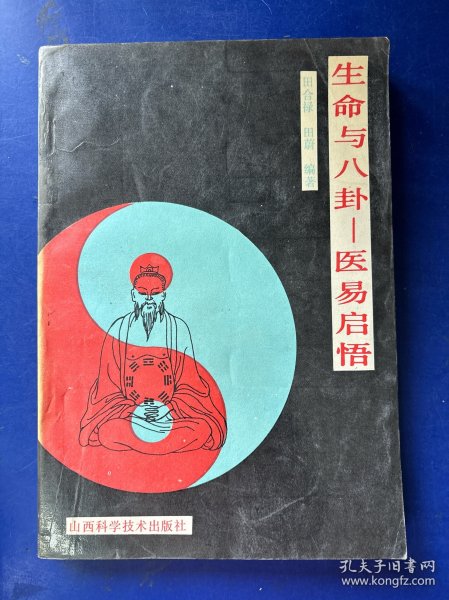 生命与八卦—医易启悟
田合禄 田蔚 编著
山西科学技术出版社
孔夫子旧书网
www.kongfz.com